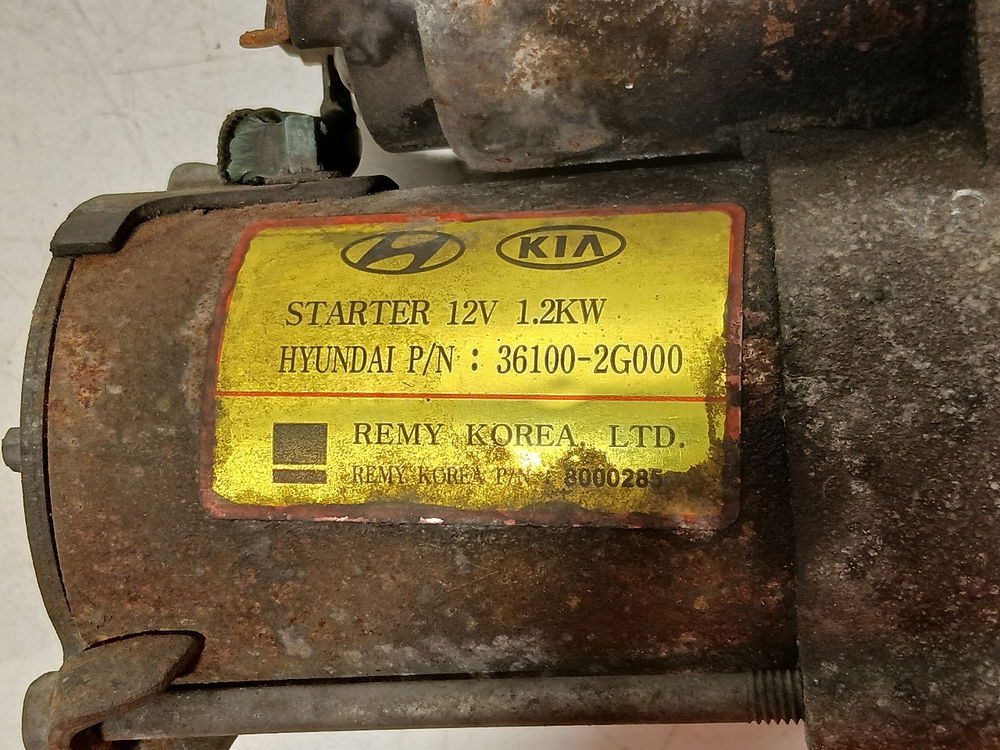 KIA
STARTER 12V 1.2KW
HYUNDAI P/N : 36100-2G000
REMY KOREA, LTD.
REMY KOREA P/N : 8000285